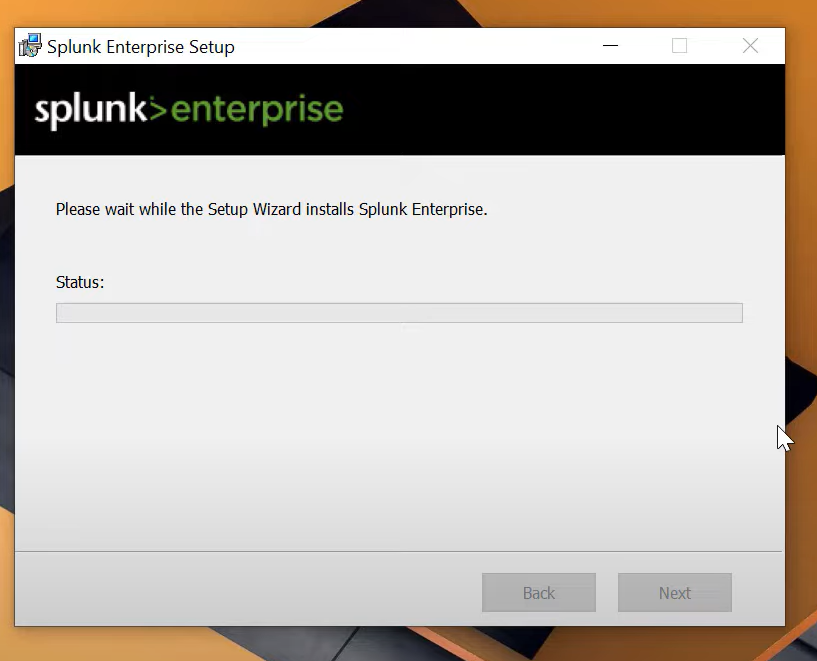 Splunk Enterprise Setup
splunk>enterprise
Please wait while the Setup Wizard installs Splunk Enterprise.
Status:
Back
Next